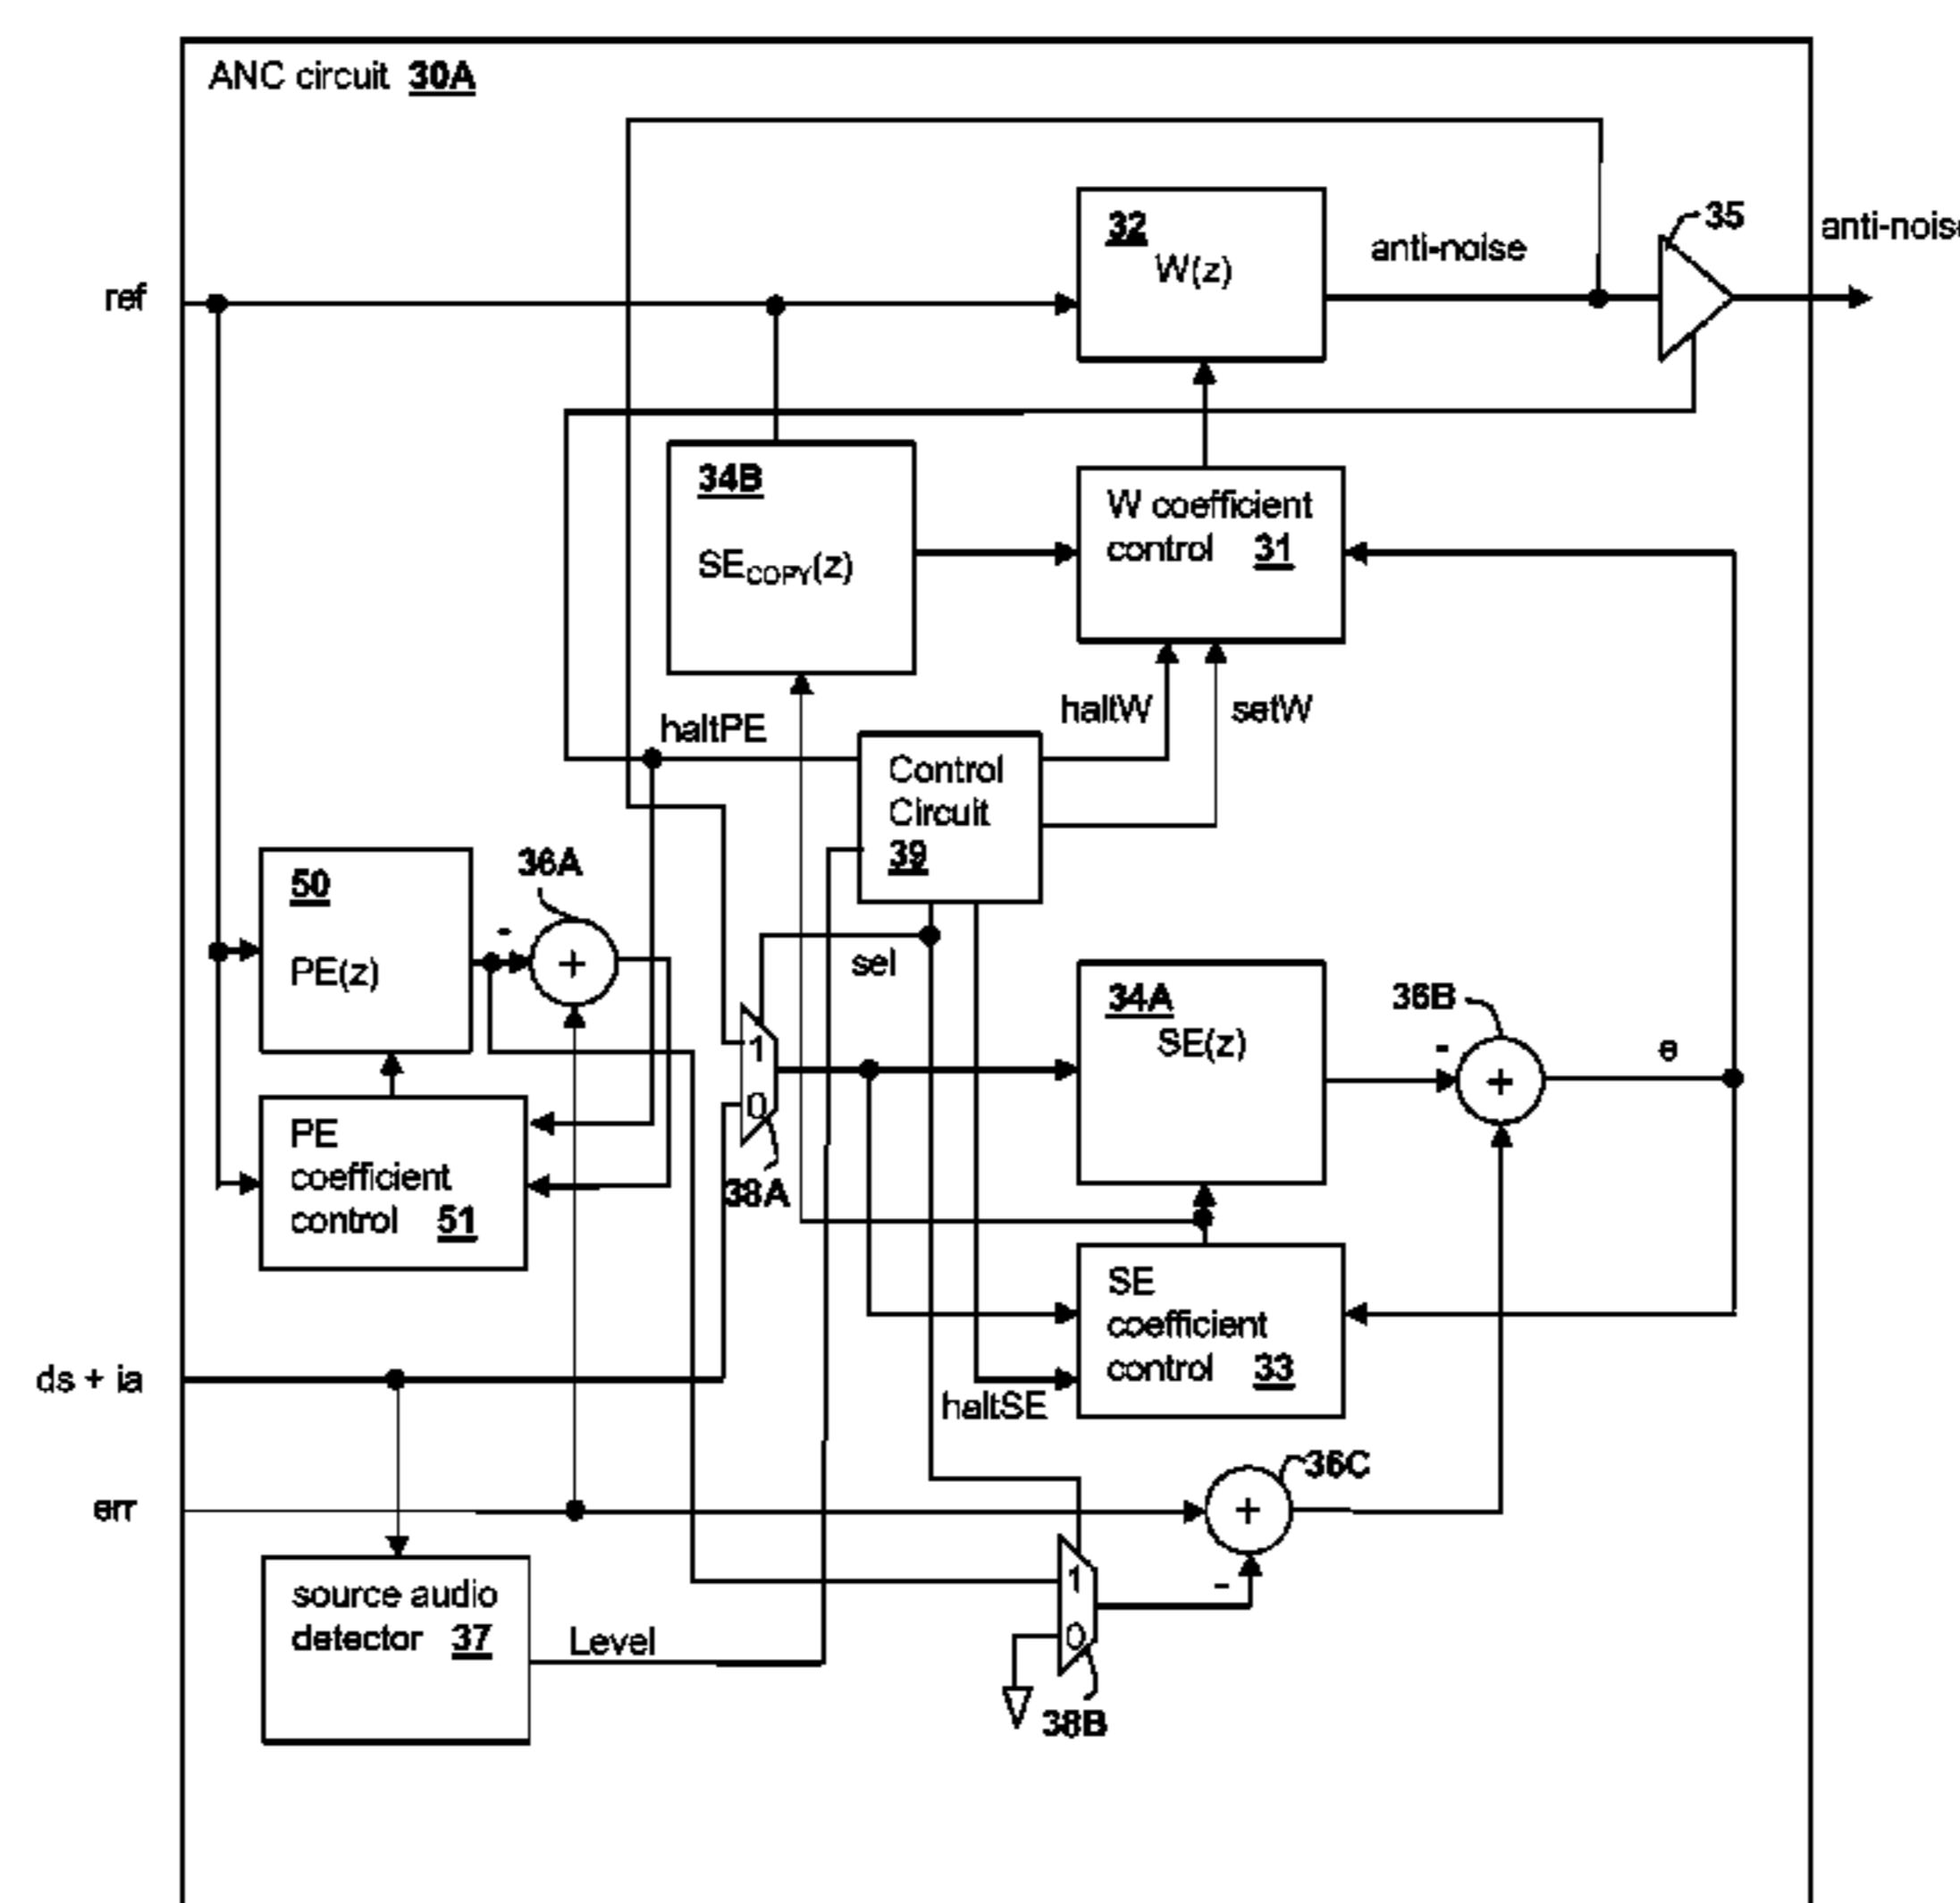 ANC circuit 30A
32
W(z)
anti-noise
35
anti-nois
ref
34B
SECOPY(z)
W coefficient
control 31
haltPE
haltW
setW
Control
Circuit
39
50
PE(z)
36A
-
+
sel
1
0
38A
34A
SE(z)
36B
-
+
e
PE
coefficient
control 51
SE
coefficient
control 33
haltSE
ds + ia
err
36C
+
-
source audio
detector 37
Level
1
0
38B